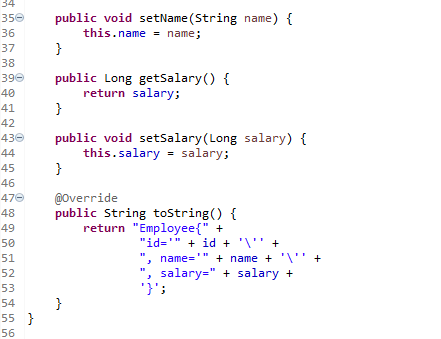 34
35 public void setName(String name) {
36 this.name = name;
37 }
38
39 public Long getSalary() {
40 return salary;
41 }
42
43 public void setSalary(Long salary) {
44 this.salary = salary;
45 }
46
47 @Override
48 public String toString() {
49 return "Employee{" +
50 "id='" + id + '\'' +
51 ", name='" + name + '\'' +
52 ", salary=" + salary +
53 '}';
54 }
55 }
56